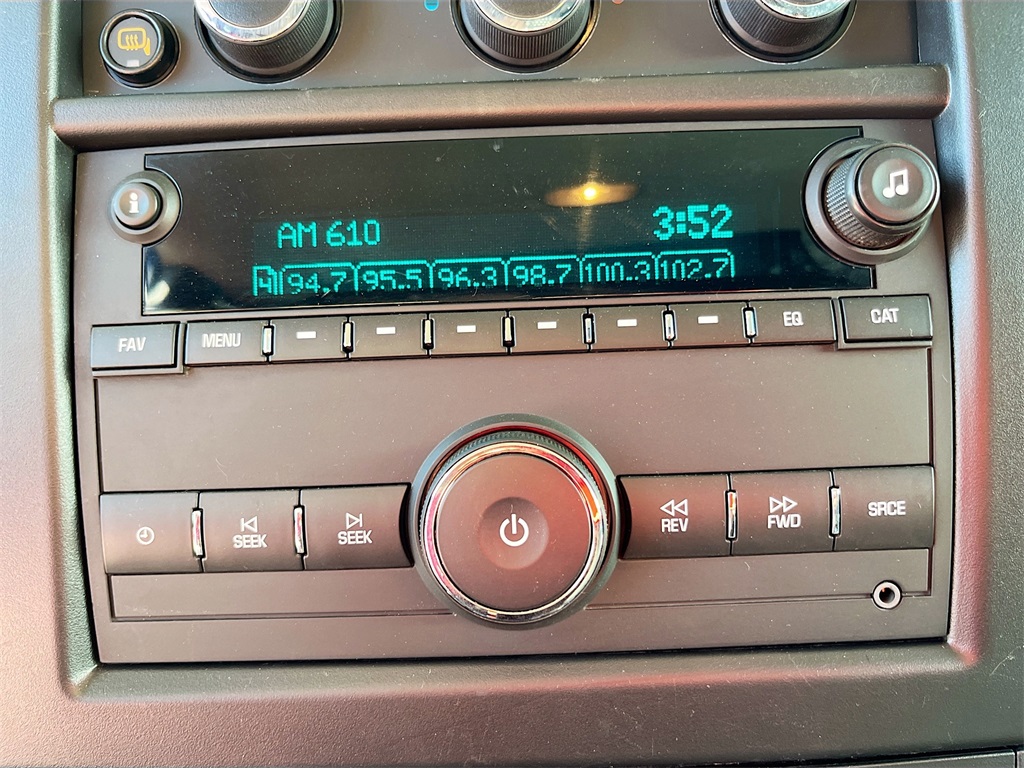 i
AM 610 3:52
4 94.7 95.5 96.3 98.7 100.3 102.7
FAV MENU EQ CAT
SEEK SEEK REV FWD SRCE